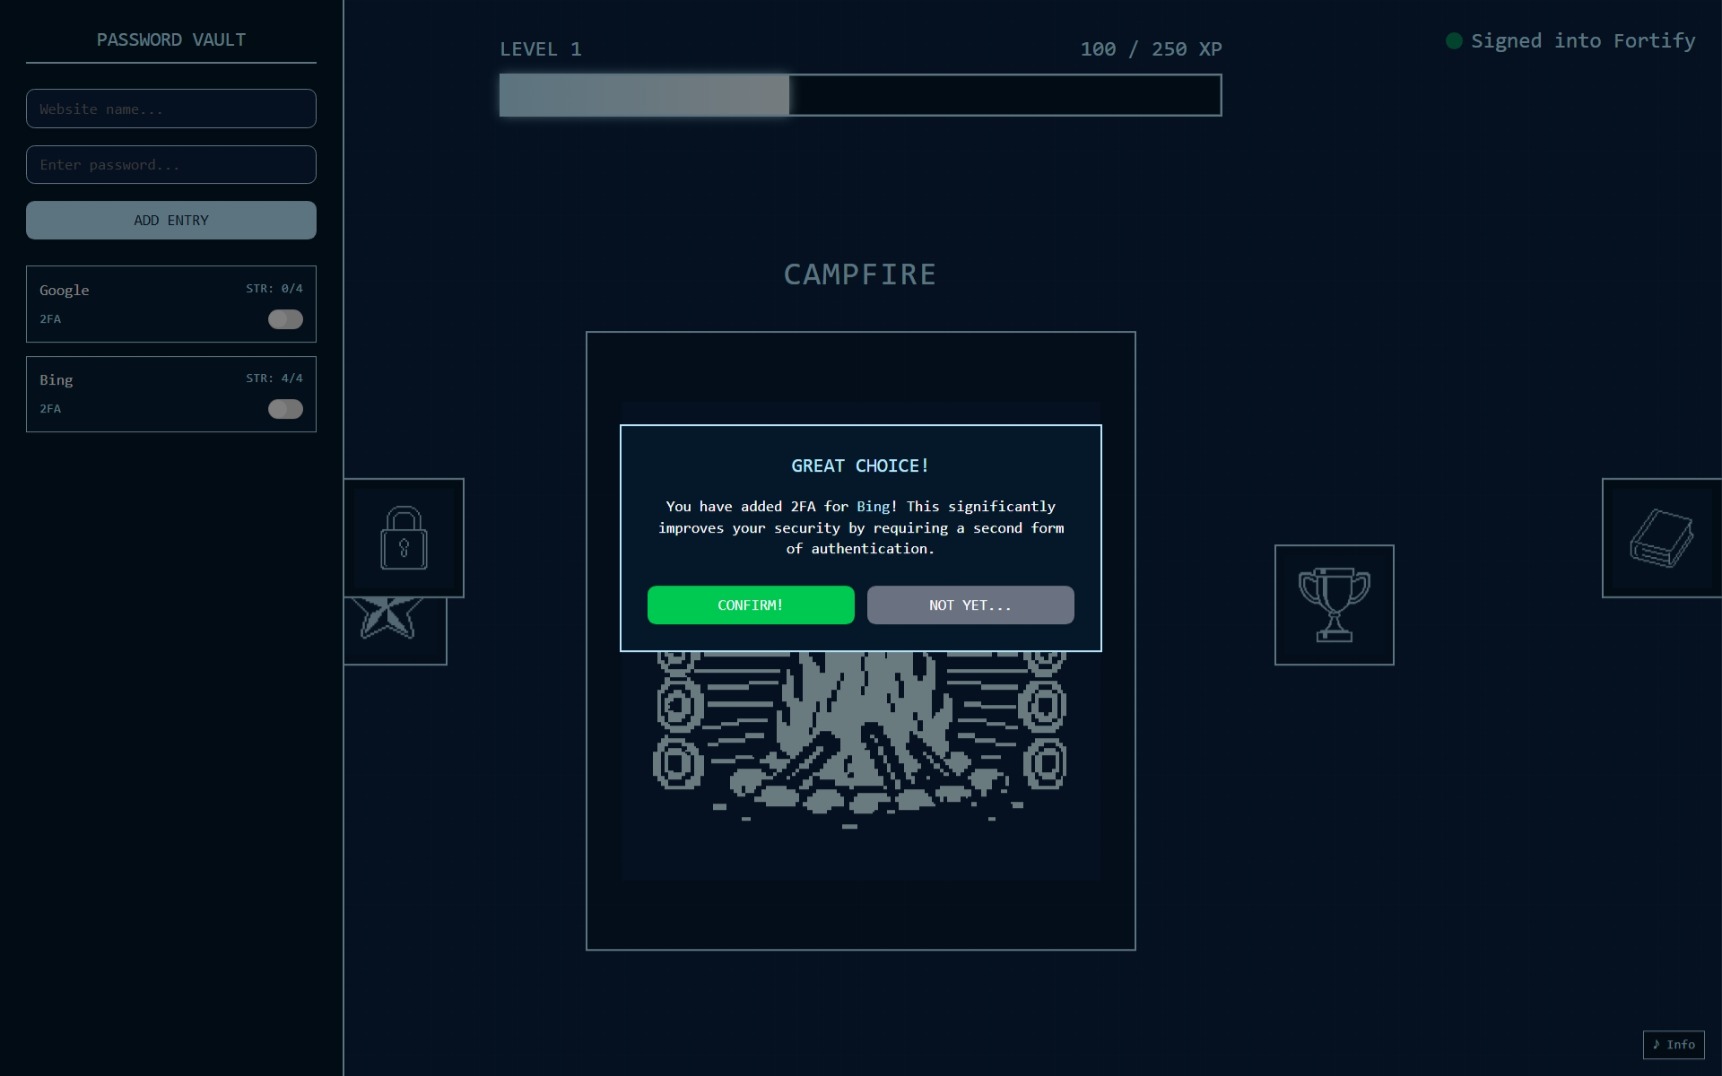 PASSWORD VAULT
Website name...
Enter password...
ADD ENTRY
Google
STR: 0/4
2FA
Bing
STR: 4/4
2FA
LEVEL 1
100 / 250 XP
Signed into Fortify
CAMPFIRE
GREAT CHOICE!
You have added 2FA for Bing! This significantly
improves your security by requiring a second form
of authentication.
CONFIRM!
NOT YET...
♪ Info